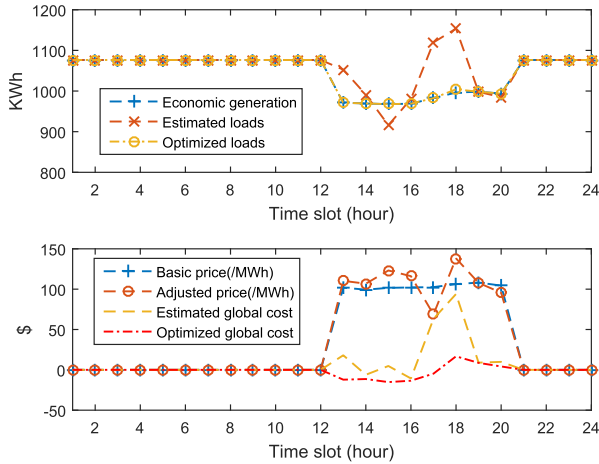 1200
1100
1000
900
800
KWh
Economic generation
Estimated loads
Optimized loads
2 4 6 8 10 12 14 16 18 20 22 24
Time slot (hour)
150
100
50
0
-50
$
Basic price(/MWh)
Adjusted price(/MWh)
Estimated global cost
Optimized global cost
2 4 6 8 10 12 14 16 18 20 22 24
Time slot (hour)